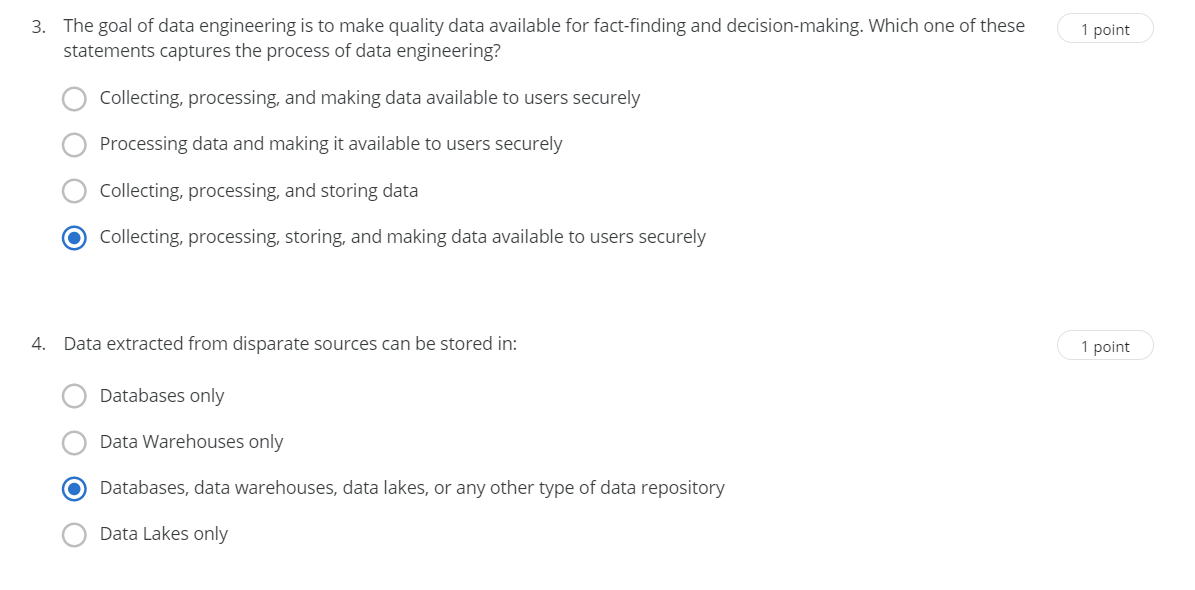 3. The goal of data engineering is to make quality data available for fact-finding and decision-making. Which one of these
1 point
statements captures the process of data engineering?
Collecting, processing, and making data available to users securely
Processing data and making it available to users securely
Collecting, processing, and storing data
Collecting, processing, storing, and making data available to users securely
4. Data extracted from disparate sources can be stored in:
1 point
Databases only
Data Warehouses only
Databases, data warehouses, data lakes, or any other type of data repository
Data Lakes only